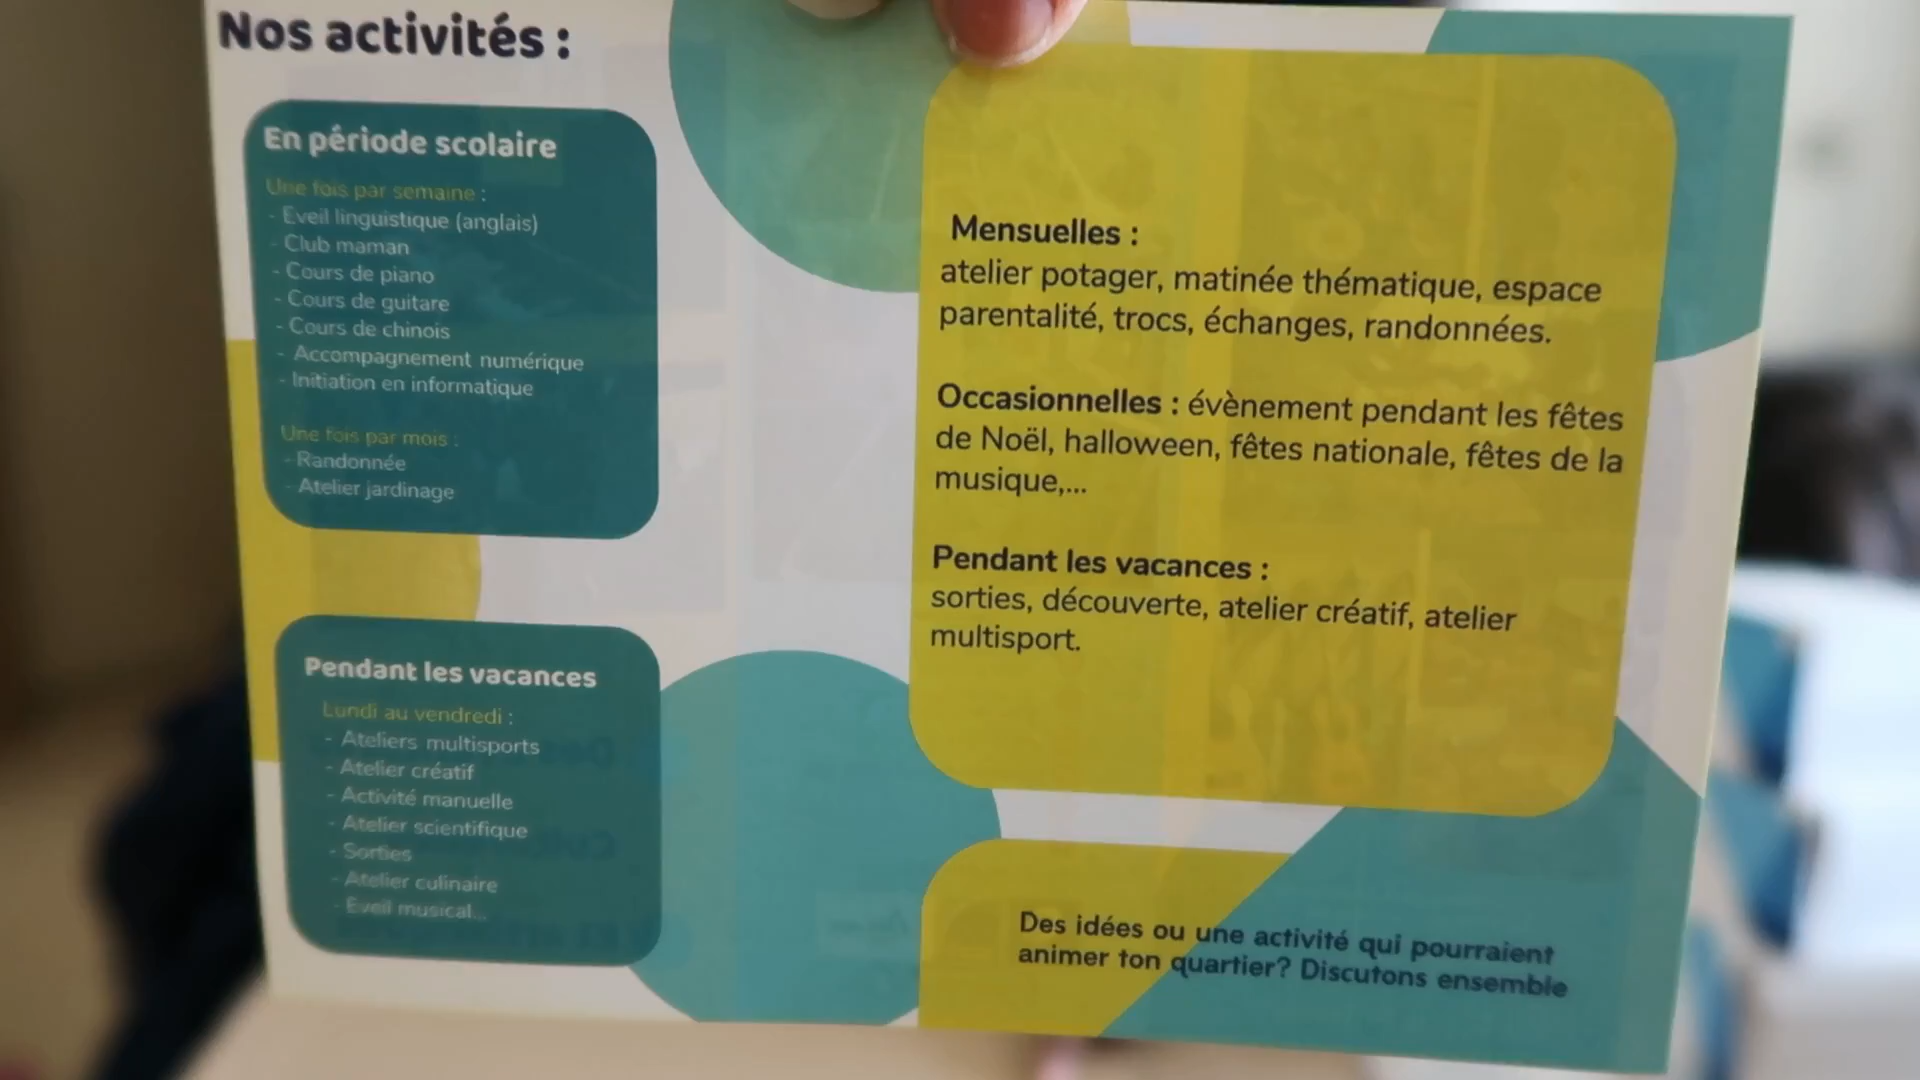 Nos activités :
En période scolaire
Une fois par semaine :
- Eveil linguistique (anglais)
- Club maman
- Cours de piano
- Cours de guitare
- Cours de chinois
- Accompagnement numérique
- Initiation en informatique
Une fois par mois :
- Randonnée
- Atelier jardinage
Pendant les vacances
Lundi au vendredi :
- Ateliers multisports
- Atelier créatif
- Activité manuelle
- Atelier scientifique
- Sorties
- Atelier culinaire
- Eveil musical...
Mensuelles :
atelier potager, matinée thématique, espace
parentalité, trocs, échanges, randonnées.
Occasionnelles : évènement pendant les fêtes
de Noël, halloween, fêtes nationale, fêtes de la
musique,...
Pendant les vacances :
sorties, découverte, atelier créatif, atelier
multisport.
Des idées ou une activité qui pourraient
animer ton quartier? Discutons ensemble